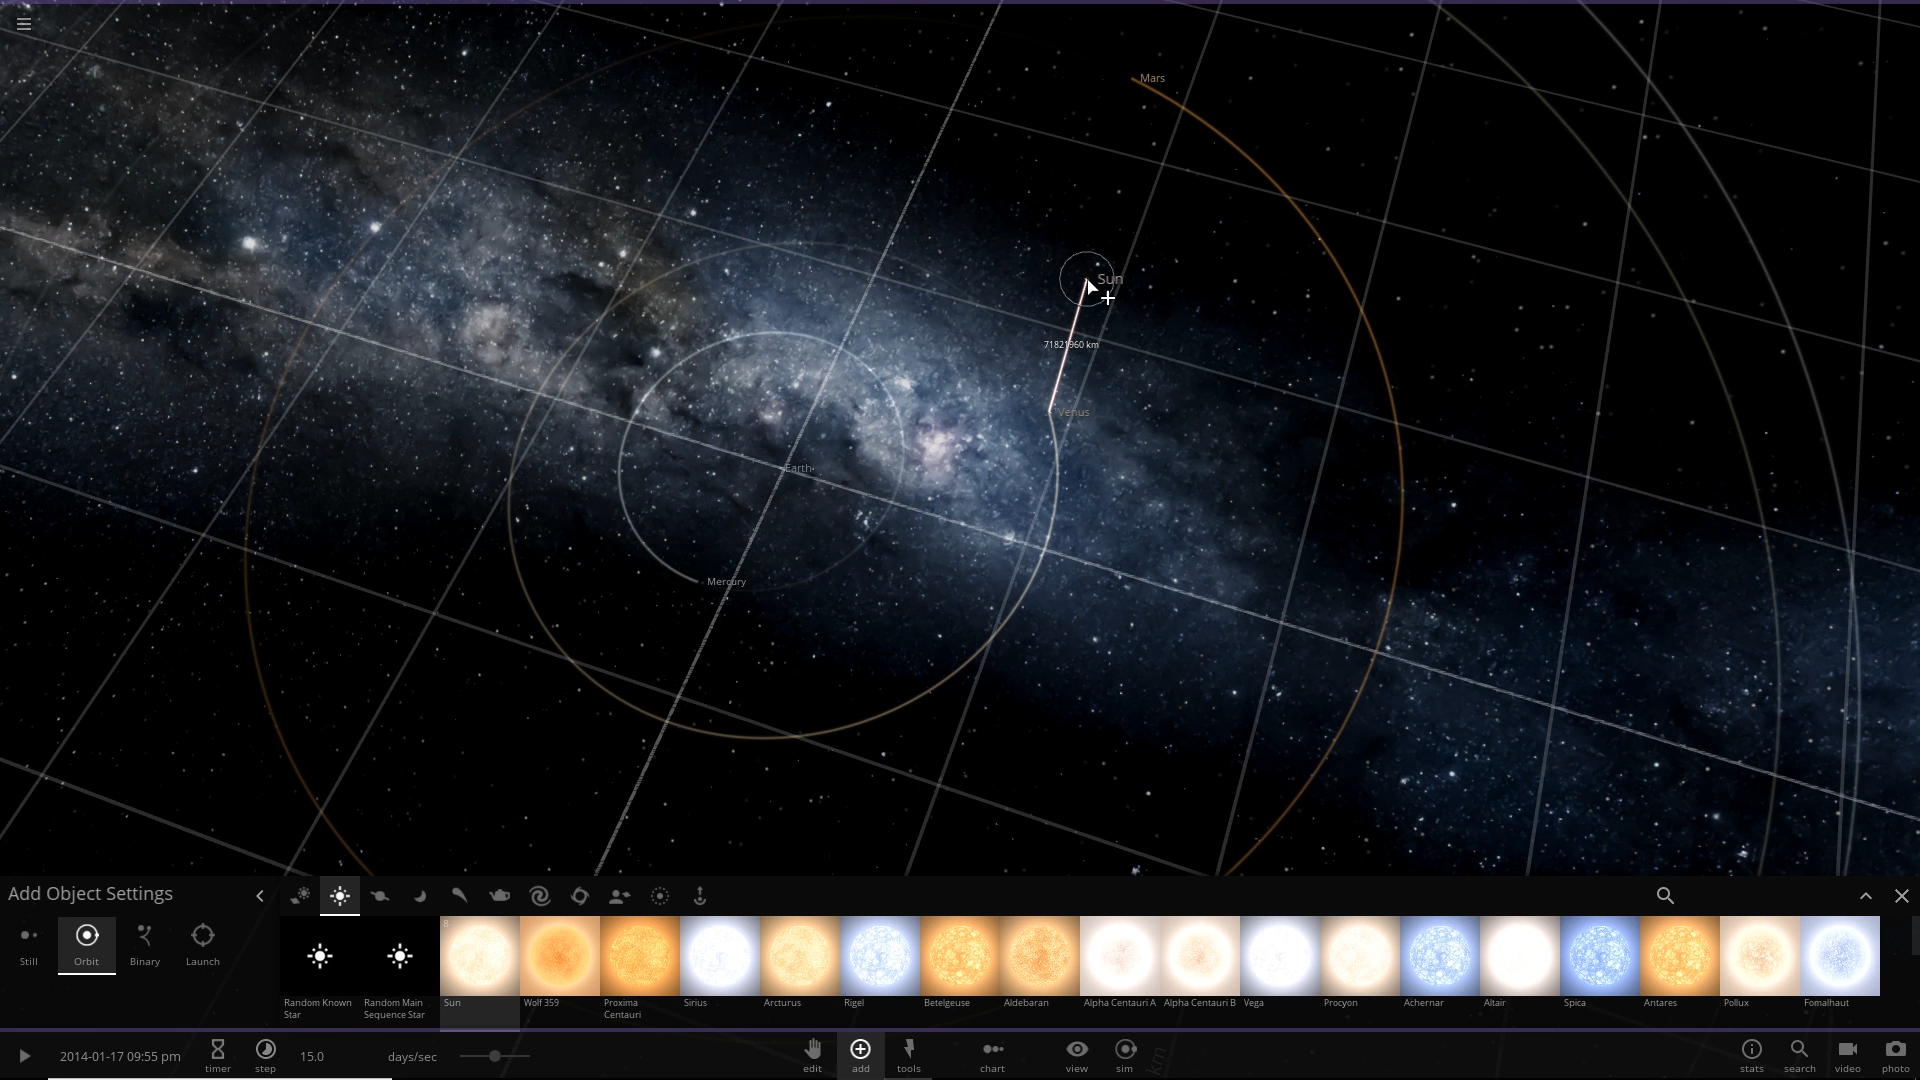 Mars
Sun
71821960 km
Venus
Earth
Mercury
Add Object Settings
Still
Orbit
Binary
Launch
8
Random Known
Star
Random Main
Sequence Star
Sun
Wolf 359
Proxima
Centauri
Sirius
Arcturus
Rigel
Betelgeuse
Aldebaran
Alpha Centauri A
Alpha Centauri B
Vega
Procyon
Achernar
Altair
Spica
Antares
Pollux
Fomalhaut
2014-01-17 09:55 pm
timer
step
15.0
days/sec
edit
add
tools
chart
view
sim
km
stats
search
video
photo